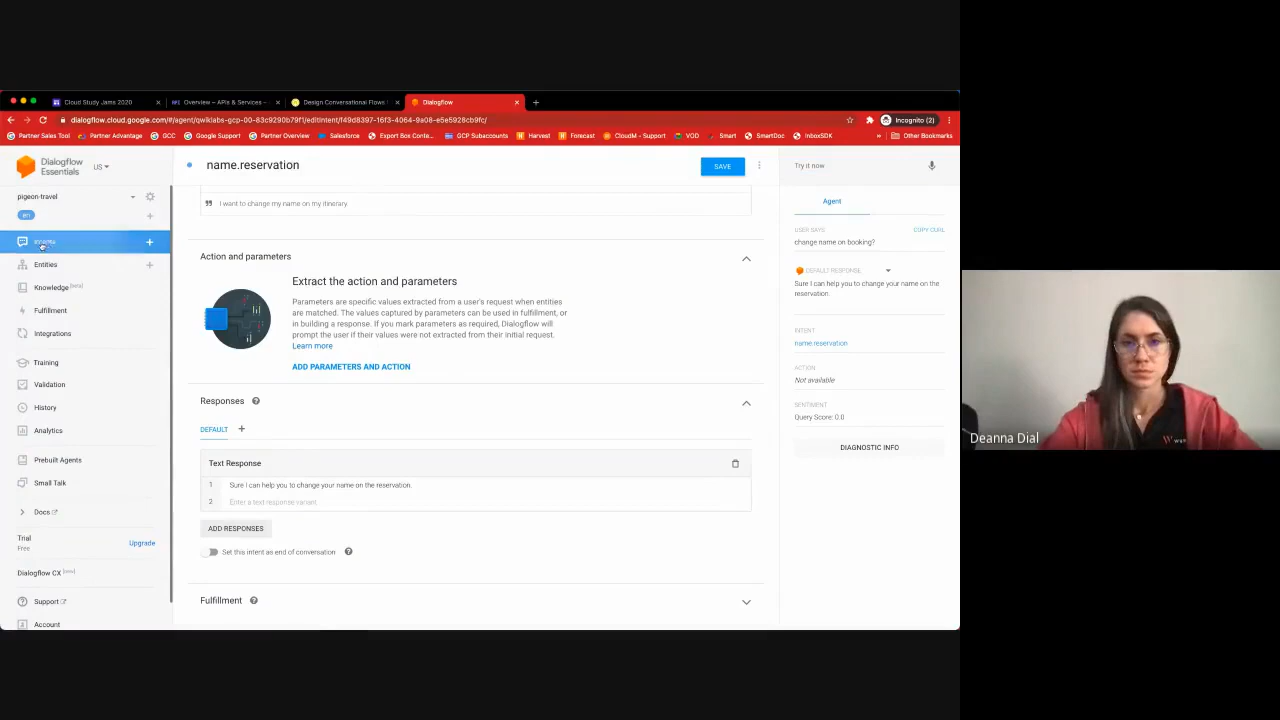 Cloud Study Jams 2020
Overview – APIs & Services –
Design Conversational Flows
Dialogflow
dialogflow.cloud.google.com/#/agent/qwiklabs-gcp-00-83c9290b79f1/editIntent/f49d8397-16f3-4064-9a08-e5e5928cb9fc/
Incognito (2)
Partner Sales Tool
Partner Advantage
GCC
Google Support
Partner Overview
Salesforce
Export Box Conte...
GCP Subaccounts
Harvest
Forecast
CloudM - Support
VOD
Smart
SmartDoc
InboxSDK
»
Other Bookmarks
Dialogflow
Essentials
US
pigeon-travel
en
Intents
Entities
Knowledge [beta]
Fulfillment
Integrations
Training
Validation
History
Analytics
Prebuilt Agents
Small Talk
Docs
Trial
Free
Upgrade
Dialogflow CX [new]
Support
Account
name.reservation
SAVE
I want to change my name on my itinerary.
Action and parameters
Extract the action and parameters
Parameters are specific values extracted from a user's request when entities
are matched. The values captured by parameters can be used in fulfillment, or
in building a response. If you mark parameters as required, Dialogflow will
prompt the user if their values were not extracted from their initial request.
Learn more
ADD PARAMETERS AND ACTION
Responses
DEFAULT
Text Response
1 Sure I can help you to change your name on the reservation.
2 Enter a text response variant
ADD RESPONSES
Set this intent as end of conversation
Fulfillment
Try it now
Agent
USER SAYS
COPY CURL
change name on booking?
DEFAULT RESPONSE
Sure I can help you to change your name on the
reservation.
INTENT
name.reservation
ACTION
Not available
SENTIMENT
Query Score: 0.0
DIAGNOSTIC INFO
Deanna Dial